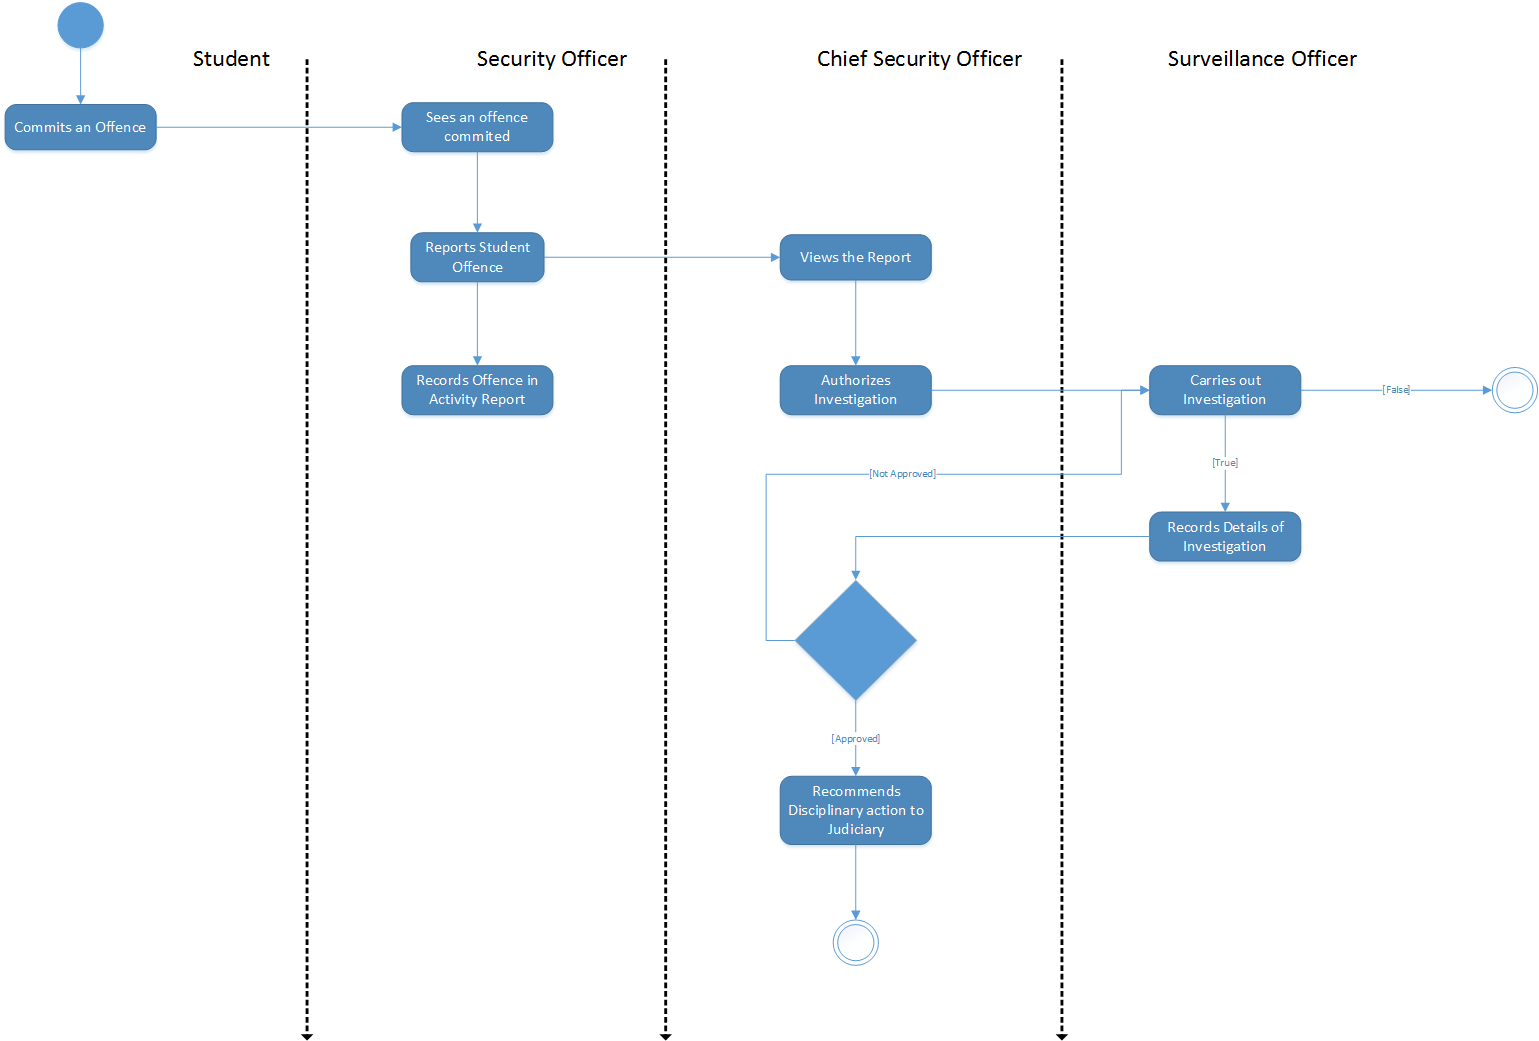 Student
Security Officer
Chief Security Officer
Surveillance Officer
Commits an Offence
Sees an offence
commited
Reports Student
Offence
Views the Report
Records Offence in
Activity Report
Authorizes
Investigation
Carries out
Investigation
[False]
[True]
[Not Approved]
Records Details of
Investigation
[Approved]
Recommends
Disciplinary action to
Judiciary